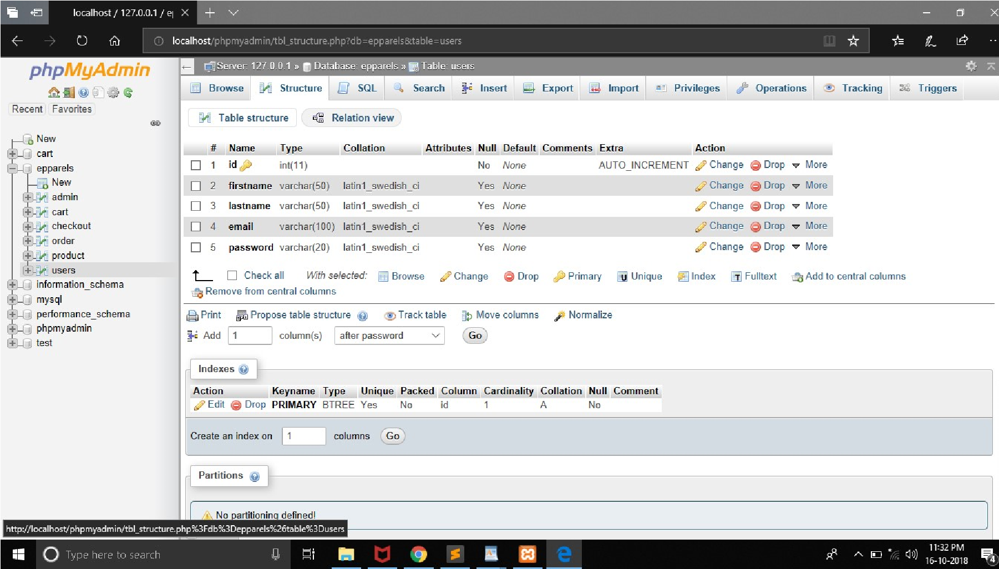 localhost / 127.0.0.1 / e
localhost/phpmyadmin/tbl_structure.php?db=epparels&table=users
phpMyAdmin
Recent Favorites
New
cart
epparels
New
admin
cart
checkout
order
product
users
information_schema
mysql
performance_schema
phpmyadmin
test
Server: 127.0.0.1 » Database: epparels » Table: users
Browse Structure SQL Search Insert Export Import Privileges Operations Tracking Triggers
Table structure Relation view
# Name Type Collation Attributes Null Default Comments Extra Action
1 id int(11) No None AUTO_INCREMENT Change Drop More
2 firstname varchar(50) latin1_swedish_ci Yes None Change Drop More
3 lastname varchar(50) latin1_swedish_ci Yes None Change Drop More
4 email varchar(100) latin1_swedish_ci Yes None Change Drop More
5 password varchar(20) latin1_swedish_ci Yes None Change Drop More
Check all With selected: Browse Change Drop Primary Unique Index Fulltext Add to central columns
Remove from central columns
Print Propose table structure Track table Move columns Normalize
Add 1 column(s) after password Go
Indexes
Action Keyname Type Unique Packed Column Cardinality Collation Null Comment
Edit Drop PRIMARY BTREE Yes No id 1 A No
Create an index on 1 columns Go
Partitions
No partitioning defined!
http://localhost/phpmyadmin/tbl_structure.php%3Fdb%3Depparels%26table%3Dusers
Type here to search
11:32 PM
16-10-2018
4